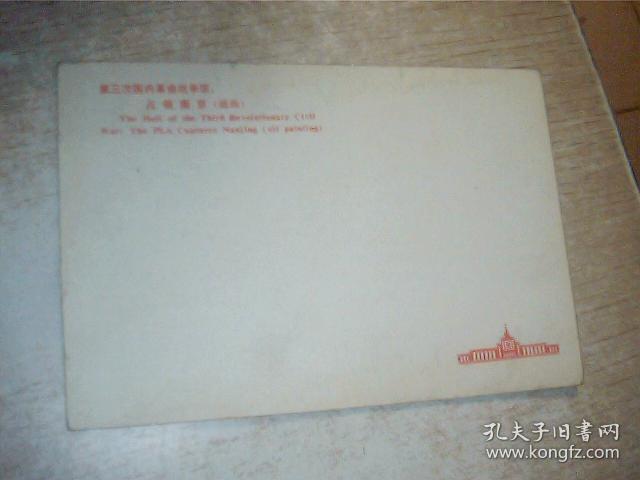 第三次国内革命战争馆:
占领南京（油画）
The Hall of the Third Revolutionary Civil
War: The PLA Captures Nanjing (oil painting)
孔夫子旧书网
www.kongfz.com